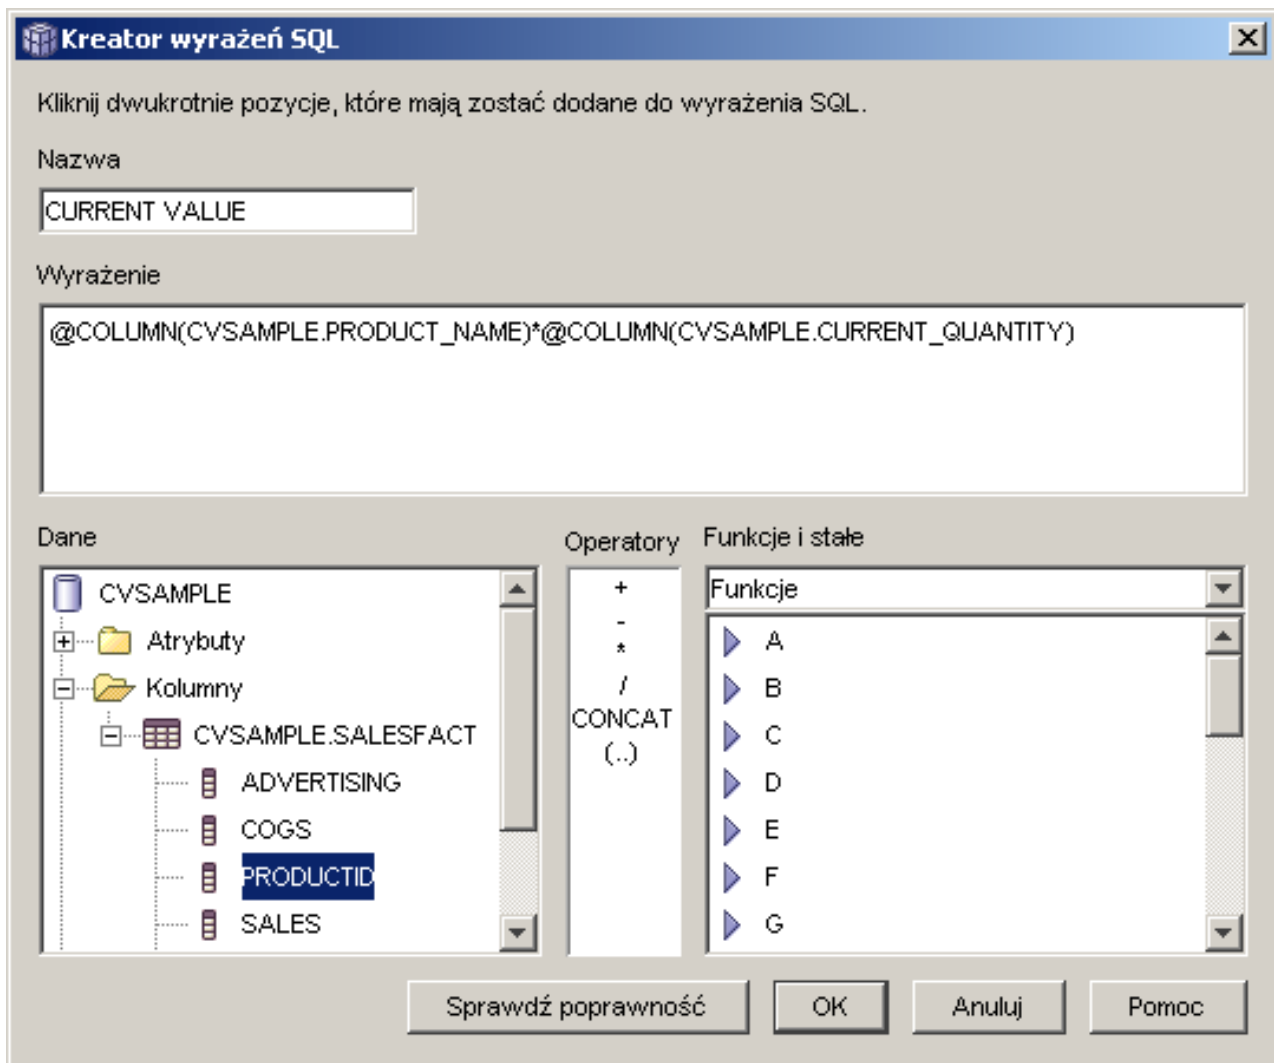 Kreator wyrażeń SQL
Kliknij dwukrotnie pozycje, które mają zostać dodane do wyrażenia SQL.
Nazwa
CURRENT VALUE
Wyrażenie
@COLUMN(CVSAMPLE.PRODUCT_NAME)*@COLUMN(CVSAMPLE.CURRENT_QUANTITY)
Dane
CVSAMPLE
Atrybuty
Kolumny
CVSAMPLE.SALESFACT
ADVERTISING
COGS
PRODUCTID
SALES
Operatory
+
-
*
/
CONCAT
(..)
Funkcje i stałe
Funkcje
A
B
C
D
E
F
G
Sprawdź poprawność
OK
Anuluj
Pomoc